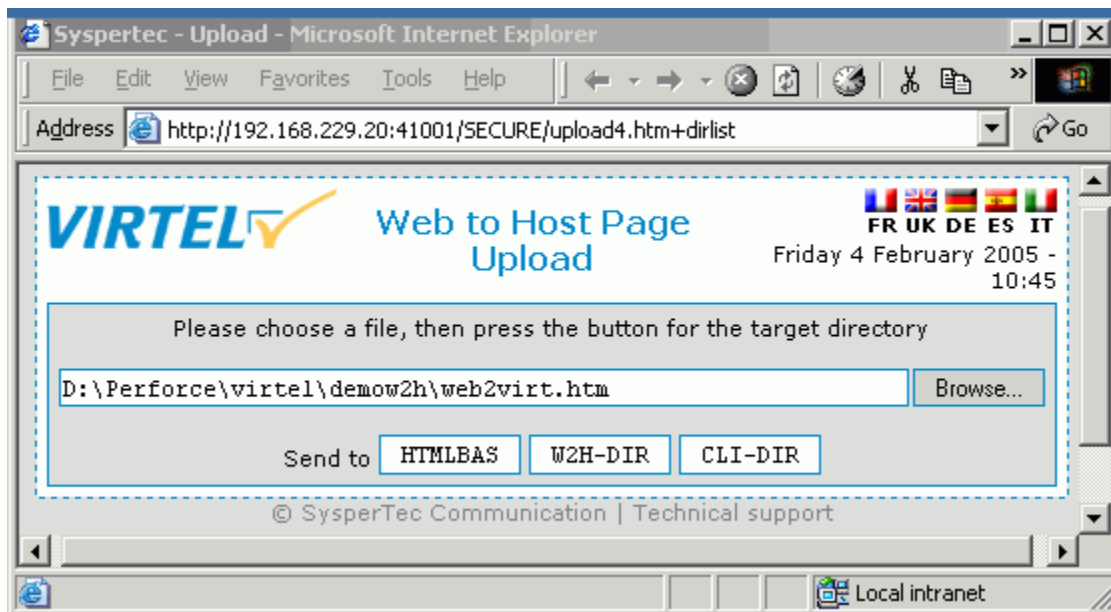 Syspertec - Upload - Microsoft Internet Explorer
File Edit View Favorites Tools Help »
Address http://192.168.229.20:41001/SECURE/upload4.htm+dirlist Go
VIRTEL
Web to Host Page
Upload
FR UK DE ES IT
Friday 4 February 2005 -
10:45
Please choose a file, then press the button for the target directory
D:\Perforce\virtel\demow2h\web2virt.htm Browse...
Send to HTMLBAS W2H-DIR CLI-DIR
© SysperTec Communication | Technical support
Local intranet